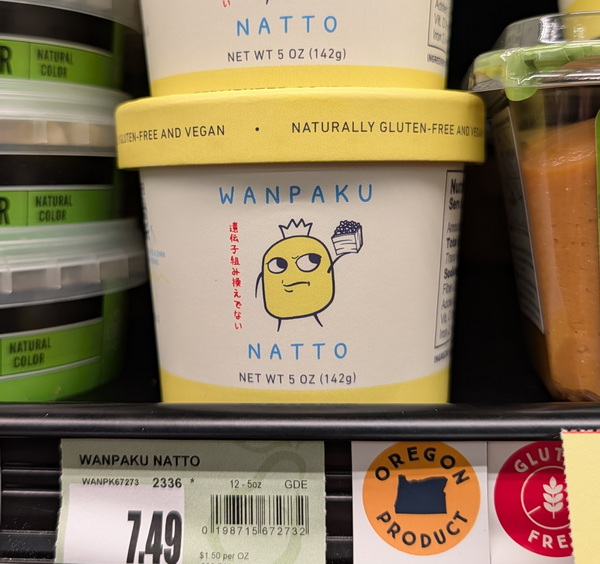 NATTO
NET WT 5 OZ (142g)
NATURAL
COLOR
GLUTEN-FREE AND VEGAN • NATURALLY GLUTEN-FREE AND VEGAN
NATURAL
COLOR
WANPAKU
遺伝子組み換えでない
NATTO
NET WT 5 OZ (142g)
NATURAL
COLOR
WANPAKU NATTO
WANPK67273 2336 * 12-5oz GDE
7.49
0 198715 672732
$1.50 per OZ
OREGON
PRODUCT
GLUT
FRE